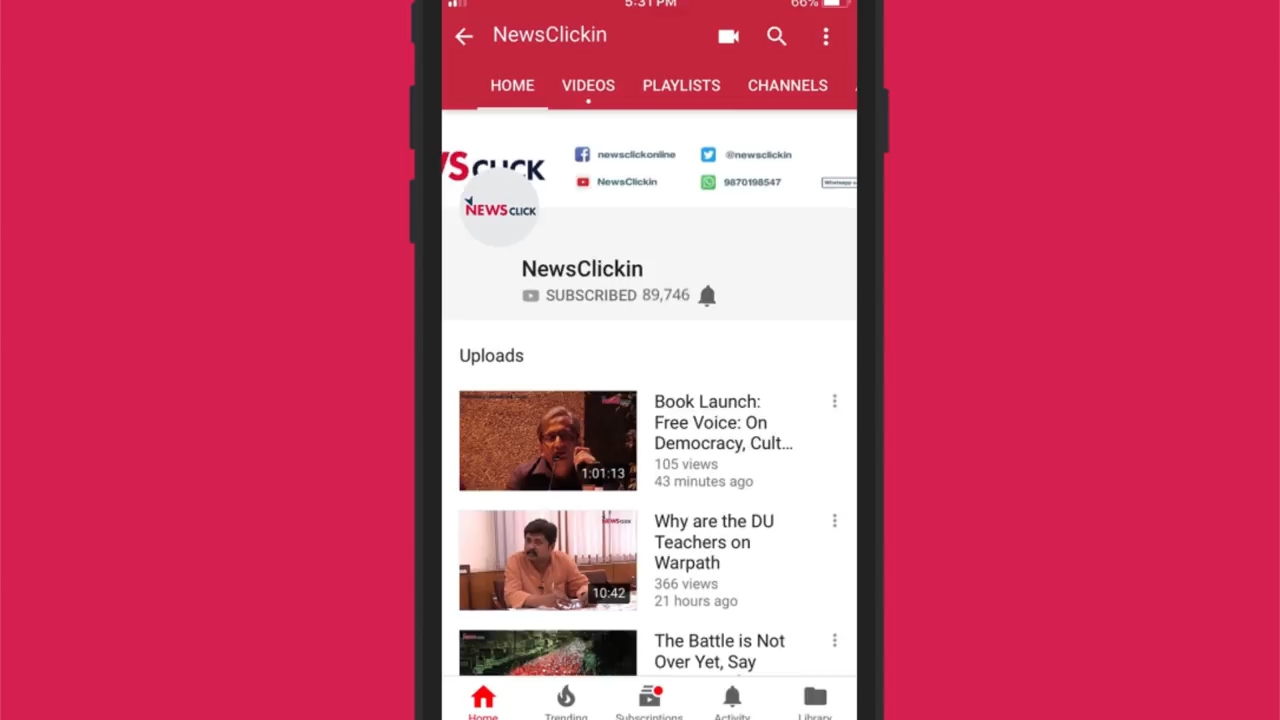 5:31 PM
66%
NewsClickin
HOME VIDEOS PLAYLISTS CHANNELS
S CLICK
newsclickonline @newsclickin
NewsClickin 9870198547
NEWS CLICK
NewsClickin
SUBSCRIBED 89,746
Uploads
Book Launch:
Free Voice: On
Democracy, Cult...
105 views
43 minutes ago
1:01:13
Why are the DU
Teachers on
Warpath
366 views
21 hours ago
NEWSCLICK
10:42
The Battle is Not
Over Yet, Say
Home Trending Subscriptions Activity Library